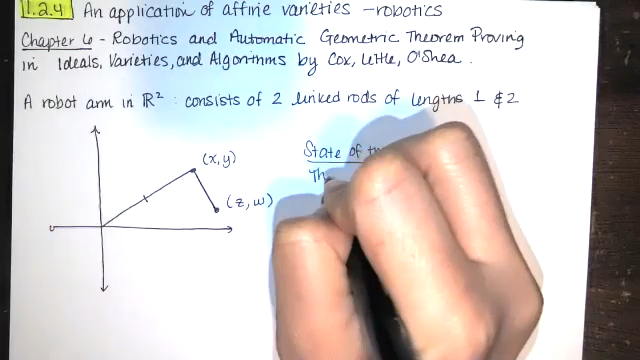 1.2.4 An application of affine varieties - robotics
Chapter 6 - Robotics and Automatic Geometric Theorem Proving
in Ideals, Varieties, and Algorithms by Cox, Little, O'Shea.
A robot arm in ℝ² : consists of 2 linked rods of lengths 1 & 2
(x,y)
(z,w)
State of